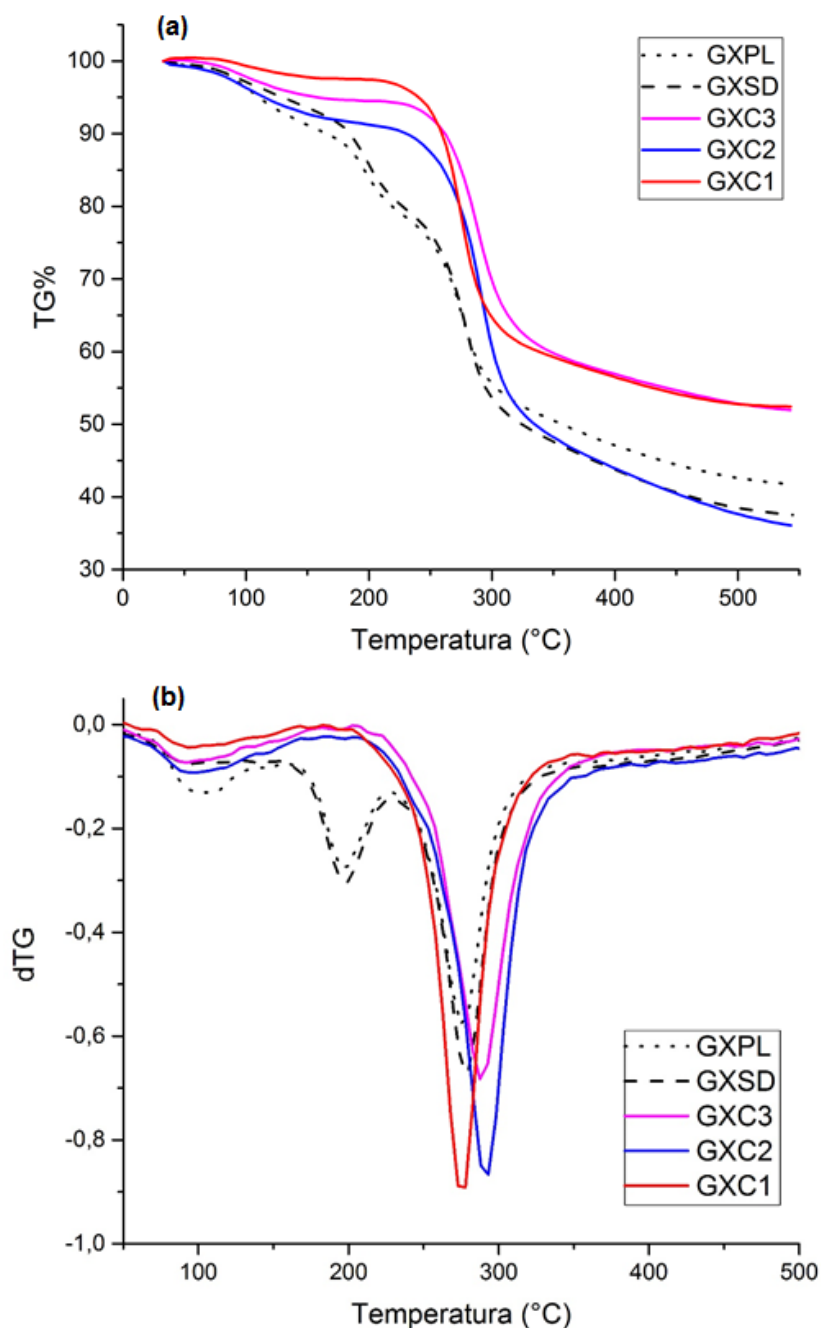 (a)
100
90
80
70
60
50
40
30
TG%
GXPL
GXSD
GXC3
GXC2
GXC1
0
100
200
300
400
500
Temperatura (°C)
(b)
0,0
-0,2
-0,4
-0,6
-0,8
-1,0
dTG
GXPL
GXSD
GXC3
GXC2
GXC1
100
200
300
400
500
Temperatura (°C)